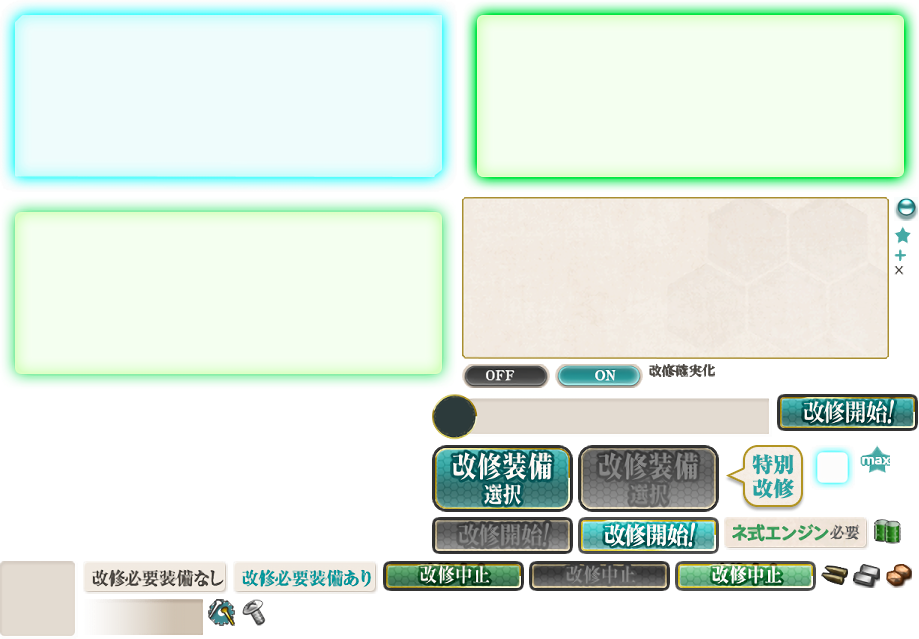 OFF
ON
改修確実化
改修開始!
改修装備
選択
改修装備
選択
特別
改修
max
改修開始!
改修開始!
ネ式エンジン必要
改修必要装備なし
改修必要装備あり
改修中止
改修中止
改修中止